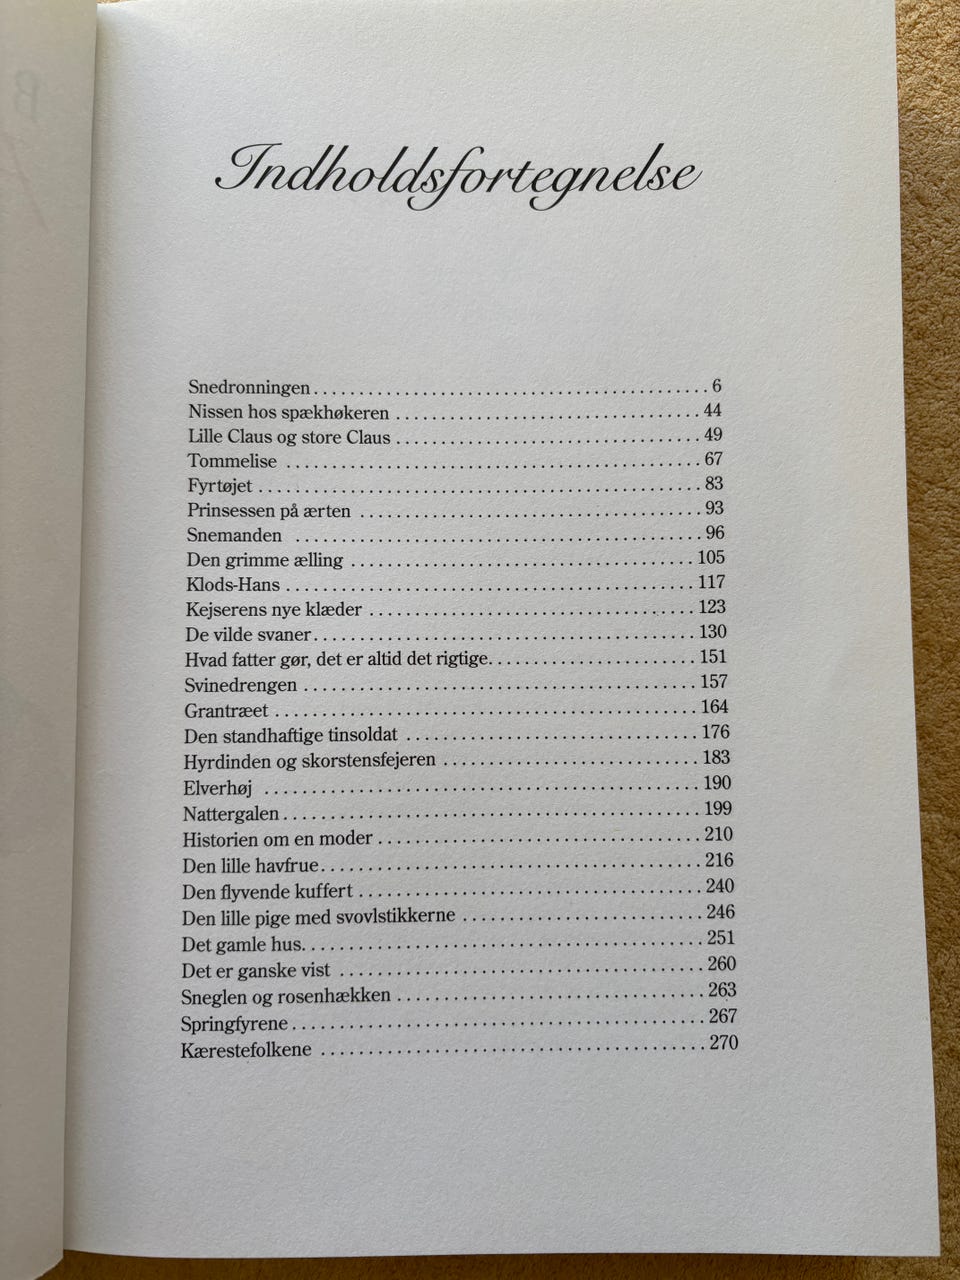 Indholdsfortegnelse
Snedronningen . . . . . . . . . . . . . . . . . . . . . . . . . . . . . . . . . . . . . . . . . . . 6
Nissen hos spækhøkeren . . . . . . . . . . . . . . . . . . . . . . . . . . . . . . . . . 44
Lille Claus og store Claus . . . . . . . . . . . . . . . . . . . . . . . . . . . . . . . . . 49
Tommelise . . . . . . . . . . . . . . . . . . . . . . . . . . . . . . . . . . . . . . . . . . . . . 67
Fyrtøjet . . . . . . . . . . . . . . . . . . . . . . . . . . . . . . . . . . . . . . . . . . . . . . . . 83
Prinsessen på ærten . . . . . . . . . . . . . . . . . . . . . . . . . . . . . . . . . . . . . 93
Snemanden . . . . . . . . . . . . . . . . . . . . . . . . . . . . . . . . . . . . . . . . . . . . 96
Den grimme ælling . . . . . . . . . . . . . . . . . . . . . . . . . . . . . . . . . . . . . 105
Klods-Hans . . . . . . . . . . . . . . . . . . . . . . . . . . . . . . . . . . . . . . . . . . . . 117
Kejserens nye klæder . . . . . . . . . . . . . . . . . . . . . . . . . . . . . . . . . . . 123
De vilde svaner . . . . . . . . . . . . . . . . . . . . . . . . . . . . . . . . . . . . . . . . . 130
Hvad fatter gør, det er altid det rigtige. . . . . . . . . . . . . . . . . . . . . . . 151
Svinedrengen . . . . . . . . . . . . . . . . . . . . . . . . . . . . . . . . . . . . . . . . . . 157
Grantræet . . . . . . . . . . . . . . . . . . . . . . . . . . . . . . . . . . . . . . . . . . . . . 164
Den standhaftige tinsoldat . . . . . . . . . . . . . . . . . . . . . . . . . . . . . . . 176
Hyrdinden og skorstensfejeren . . . . . . . . . . . . . . . . . . . . . . . . . . . . 183
Elverhøj . . . . . . . . . . . . . . . . . . . . . . . . . . . . . . . . . . . . . . . . . . . . . . . 190
Nattergalen . . . . . . . . . . . . . . . . . . . . . . . . . . . . . . . . . . . . . . . . . . . . 199
Historien om en moder . . . . . . . . . . . . . . . . . . . . . . . . . . . . . . . . . . . 210
Den lille havfrue . . . . . . . . . . . . . . . . . . . . . . . . . . . . . . . . . . . . . . . . . 216
Den flyvende kuffert . . . . . . . . . . . . . . . . . . . . . . . . . . . . . . . . . . . . . 240
Den lille pige med svovlstikkerne . . . . . . . . . . . . . . . . . . . . . . . . . . 246
Det gamle hus. . . . . . . . . . . . . . . . . . . . . . . . . . . . . . . . . . . . . . . . . . . 251
Det er ganske vist . . . . . . . . . . . . . . . . . . . . . . . . . . . . . . . . . . . . . . . 260
Sneglen og rosenhækken . . . . . . . . . . . . . . . . . . . . . . . . . . . . . . . . . 263
Springfyrene . . . . . . . . . . . . . . . . . . . . . . . . . . . . . . . . . . . . . . . . . . . . 267
Kærestefolkene . . . . . . . . . . . . . . . . . . . . . . . . . . . . . . . . . . . . . . . . . 270